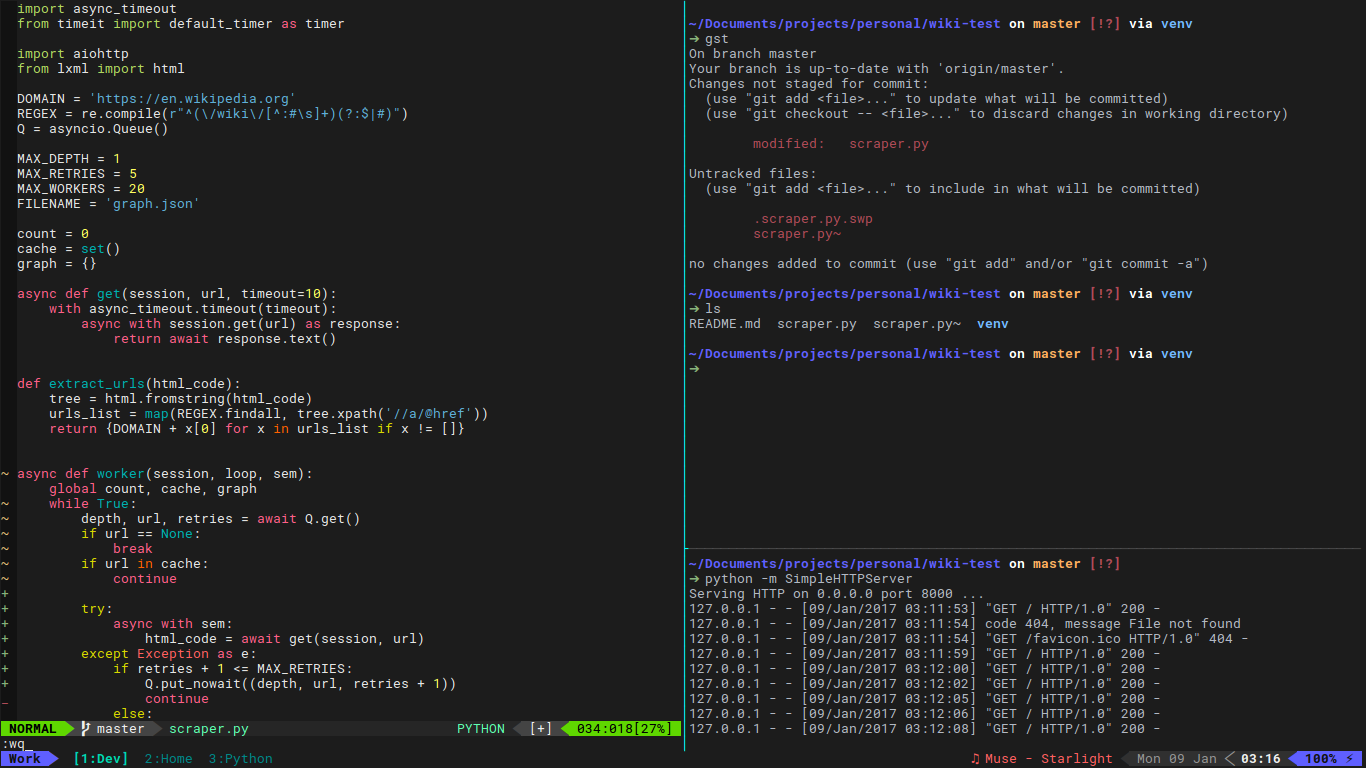 import async_timeout
from timeit import default_timer as timer
import aiohttp
from lxml import html
DOMAIN = 'https://en.wikipedia.org'
REGEX = re.compile(r"^(\/wiki\/[^:#\s]+)(?:$|#)")
Q = asyncio.Queue()
MAX_DEPTH = 1
MAX_RETRIES = 5
MAX_WORKERS = 20
FILENAME = 'graph.json'
count = 0
cache = set()
graph = {}
async def get(session, url, timeout=10):
    with async_timeout.timeout(timeout):
        async with session.get(url) as response:
            return await response.text()
def extract_urls(html_code):
    tree = html.fromstring(html_code)
    urls_list = map(REGEX.findall, tree.xpath('//a/@href'))
    return {DOMAIN + x[0] for x in urls_list if x != []}
~ async def worker(session, loop, sem):
    global count, cache, graph
~   while True:
~       depth, url, retries = await Q.get()
~       if url == None:
~           break
~       if url in cache:
~           continue
+
+       try:
+           async with sem:
+               html_code = await get(session, url)
+       except Exception as e:
+           if retries + 1 <= MAX_RETRIES:
+               Q.put_nowait((depth, url, retries + 1))
_               continue
            else:
NORMAL master scraper.py PYTHON [+] 034:018[27%]
:wq_
~/Documents/projects/personal/wiki-test on master [!?] via venv
➜ gst
On branch master
Your branch is up-to-date with 'origin/master'.
Changes not staged for commit:
  (use "git add <file>..." to update what will be committed)
  (use "git checkout -- <file>..." to discard changes in working directory)
        modified:   scraper.py
Untracked files:
  (use "git add <file>..." to include in what will be committed)
        .scraper.py.swp
        scraper.py~
no changes added to commit (use "git add" and/or "git commit -a")
~/Documents/projects/personal/wiki-test on master [!?] via venv
➜ ls
README.md  scraper.py  scraper.py~  venv
~/Documents/projects/personal/wiki-test on master [!?] via venv
➜
~/Documents/projects/personal/wiki-test on master [!?]
➜ python -m SimpleHTTPServer
Serving HTTP on 0.0.0.0 port 8000 ...
127.0.0.1 - - [09/Jan/2017 03:11:53] "GET / HTTP/1.0" 200 -
127.0.0.1 - - [09/Jan/2017 03:11:54] code 404, message File not found
127.0.0.1 - - [09/Jan/2017 03:11:54] "GET /favicon.ico HTTP/1.0" 404 -
127.0.0.1 - - [09/Jan/2017 03:11:59] "GET / HTTP/1.0" 200 -
127.0.0.1 - - [09/Jan/2017 03:12:00] "GET / HTTP/1.0" 200 -
127.0.0.1 - - [09/Jan/2017 03:12:02] "GET / HTTP/1.0" 200 -
127.0.0.1 - - [09/Jan/2017 03:12:05] "GET / HTTP/1.0" 200 -
127.0.0.1 - - [09/Jan/2017 03:12:06] "GET / HTTP/1.0" 200 -
127.0.0.1 - - [09/Jan/2017 03:12:08] "GET / HTTP/1.0" 200 -
Work [1:Dev] 2:Home 3:Python ♫ Muse - Starlight Mon 09 Jan 03:16 100% ⚡